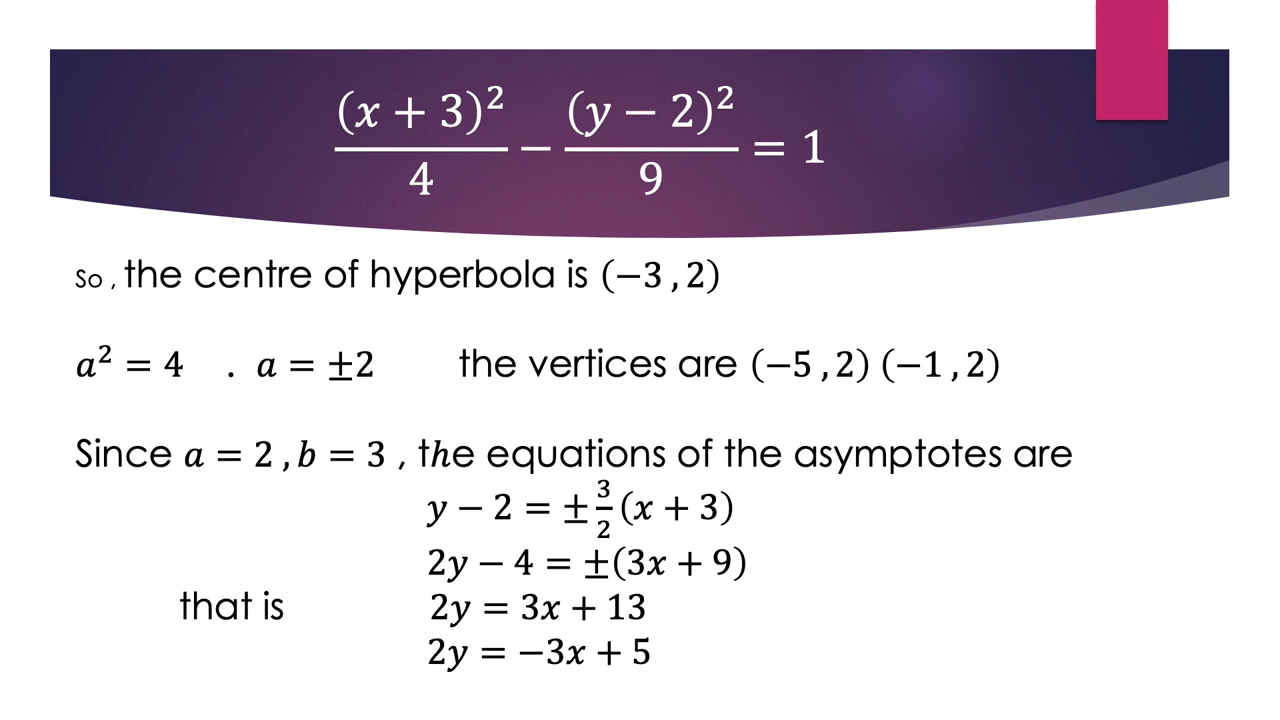 (x + 3)²/4 − (y − 2)²/9 = 1
So , the centre of hyperbola is (−3 , 2)
a² = 4 . a = ±2 the vertices are (−5 , 2) (−1 , 2)
Since a = 2 , b = 3 , the equations of the asymptotes are
y − 2 = ± 3/2 (x + 3)
2y − 4 = ±(3x + 9)
that is 2y = 3x + 13
2y = −3x + 5